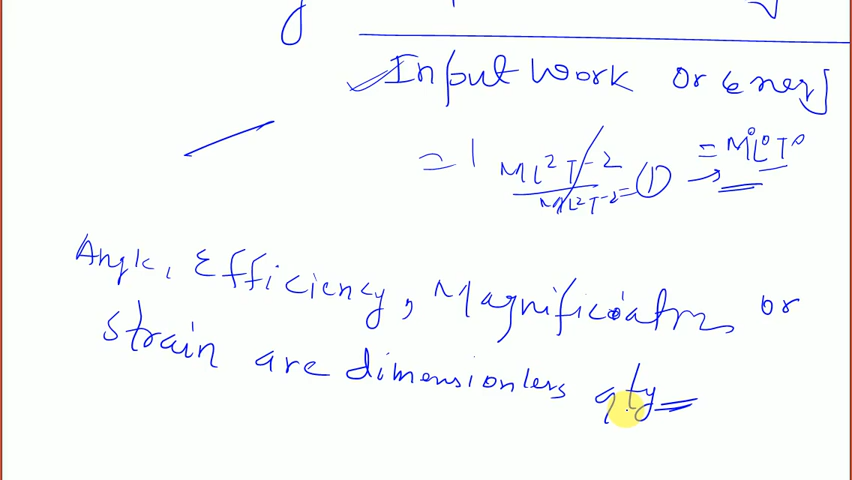 Input work or energy
= 1 ML²T⁻² / ML²T⁻² = ① → = M⁰L⁰T⁰
Angle, Efficiency, Magnification or
strain are dimensionless qty